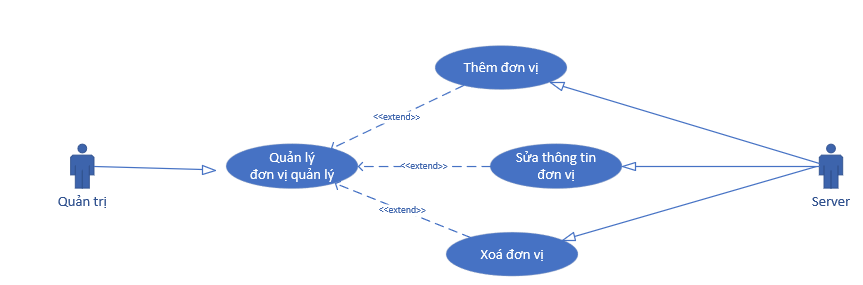 Thêm đơn vị
<<extend>>
Quản lý
đơn vị quản lý
<<extend>>
Sửa thông tin
đơn vị
Quản trị
Server
<<extend>>
Xoá đơn vị